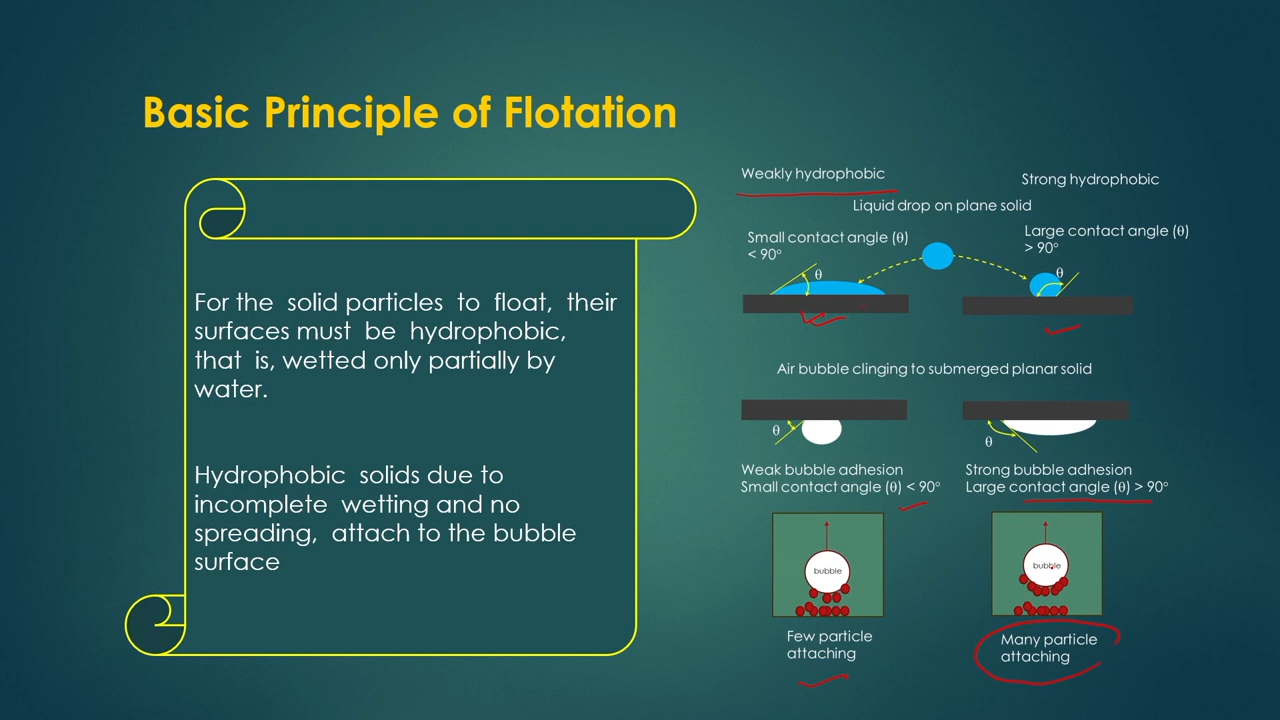 Basic Principle of Flotation
For the solid particles to float, their
surfaces must be hydrophobic,
that is, wetted only partially by
water.
Hydrophobic solids due to
incomplete wetting and no
spreading, attach to the bubble
surface
Weakly hydrophobic
Strong hydrophobic
Liquid drop on plane solid
Small contact angle (θ)
< 90°
Large contact angle (θ)
> 90°
θ
θ
Air bubble clinging to submerged planar solid
θ
θ
Weak bubble adhesion
Small contact angle (θ) < 90°
Strong bubble adhesion
Large contact angle (θ) > 90°
bubble
bubble
Few particle
attaching
Many particle
attaching